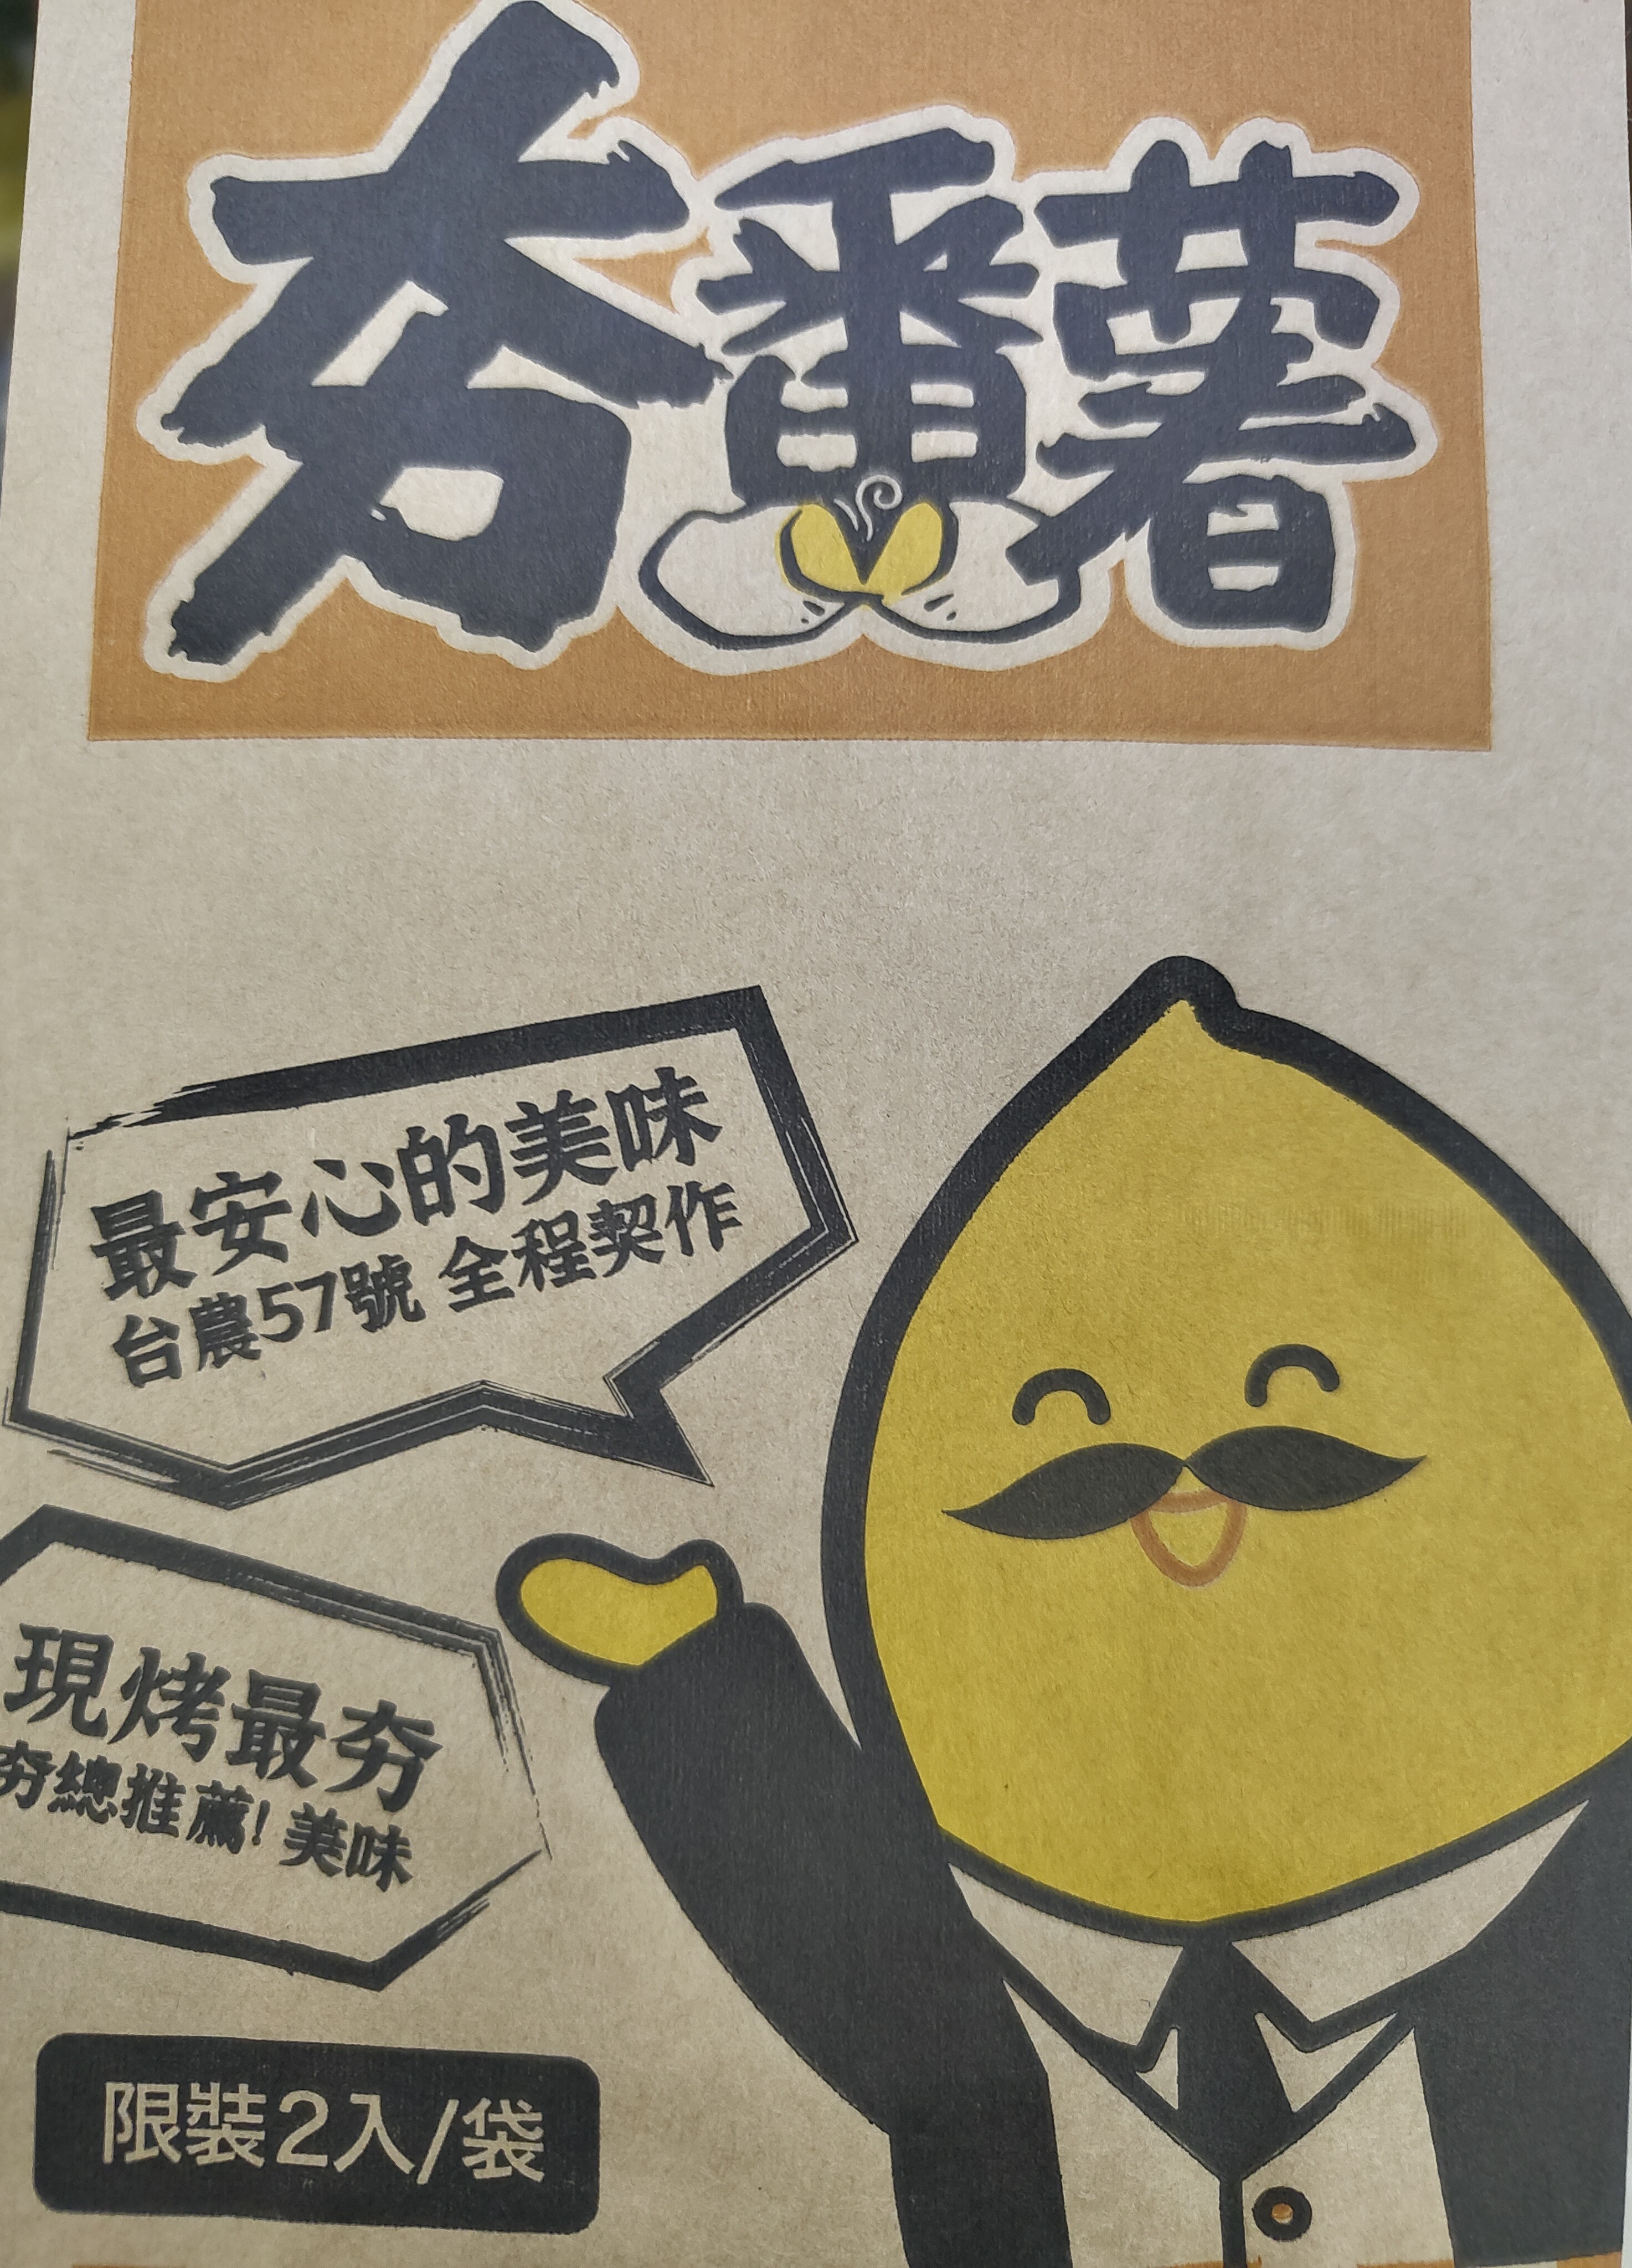 夯番薯
最安心的美味
台農57號 全程契作
現烤最夯
夯總推薦! 美味
限裝2入/袋